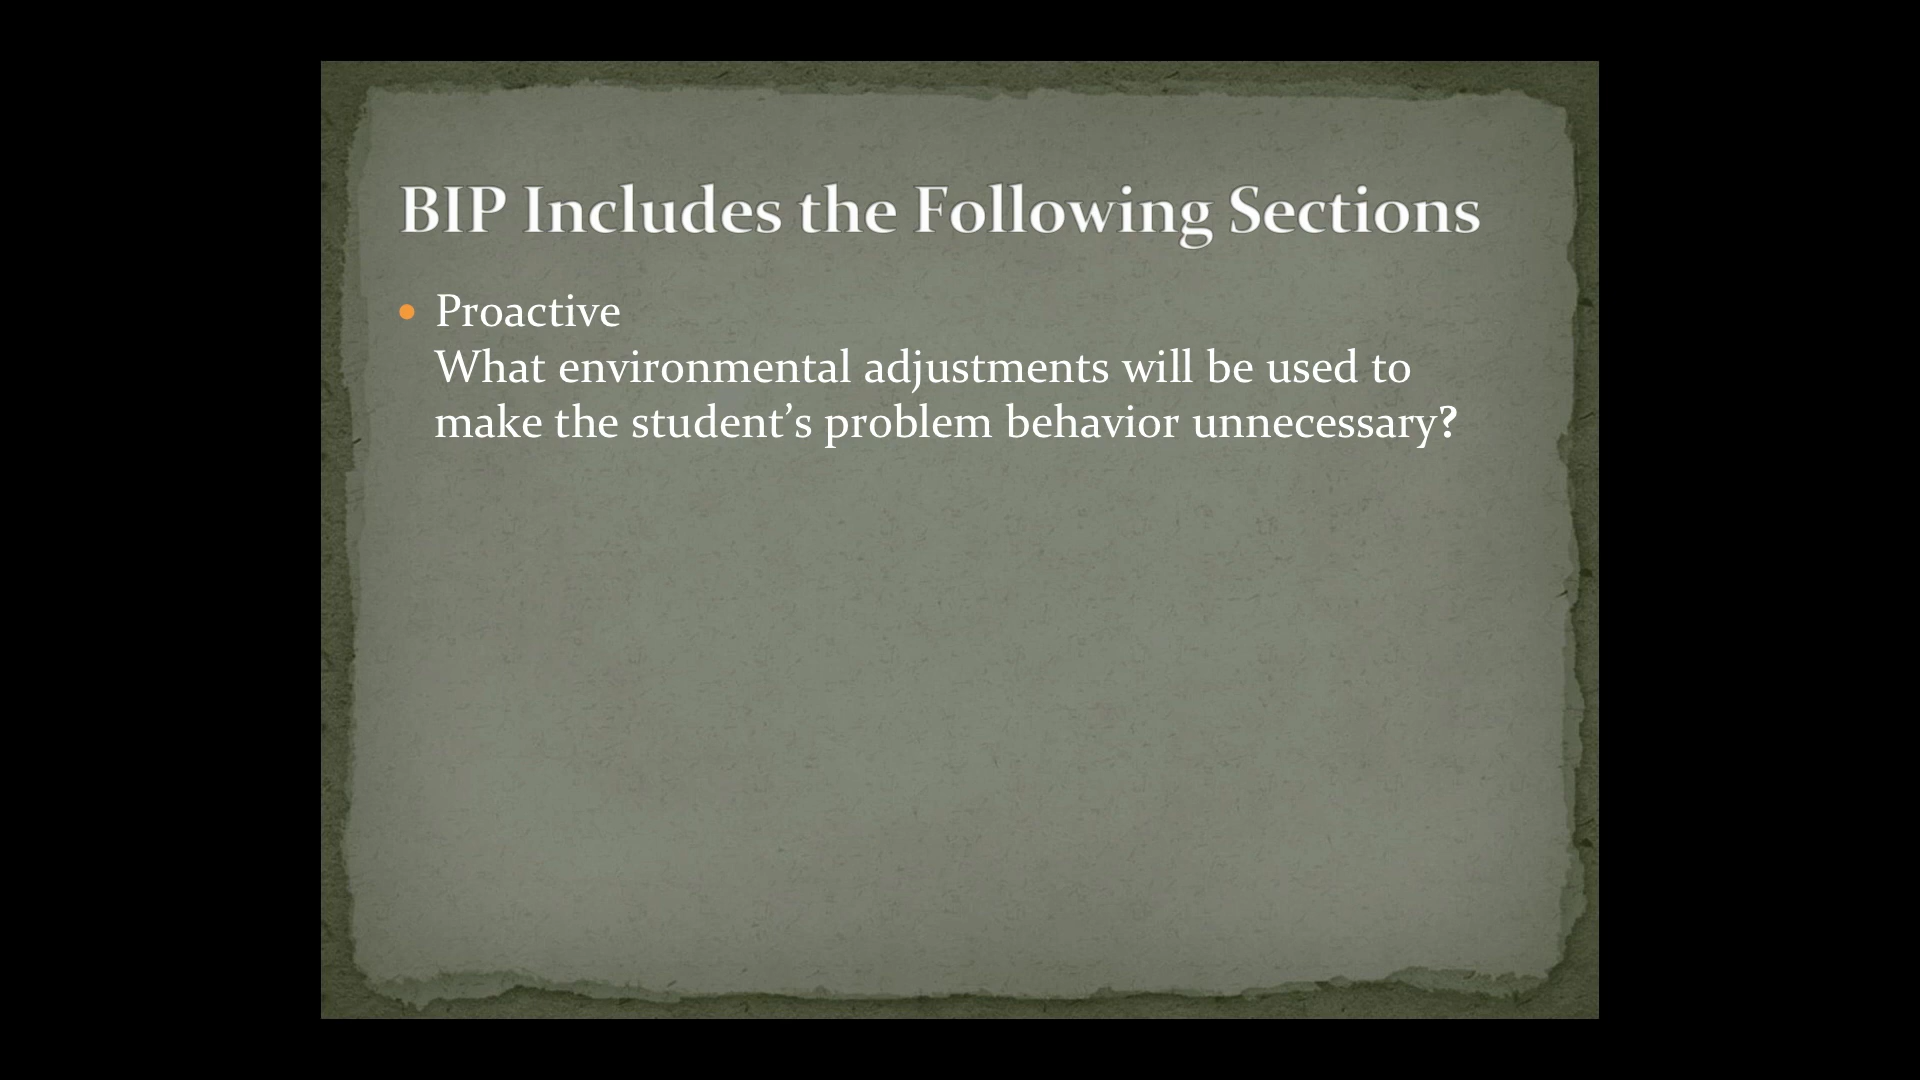 BIP Includes the Following Sections
Proactive
What environmental adjustments will be used to
make the student’s problem behavior unnecessary?